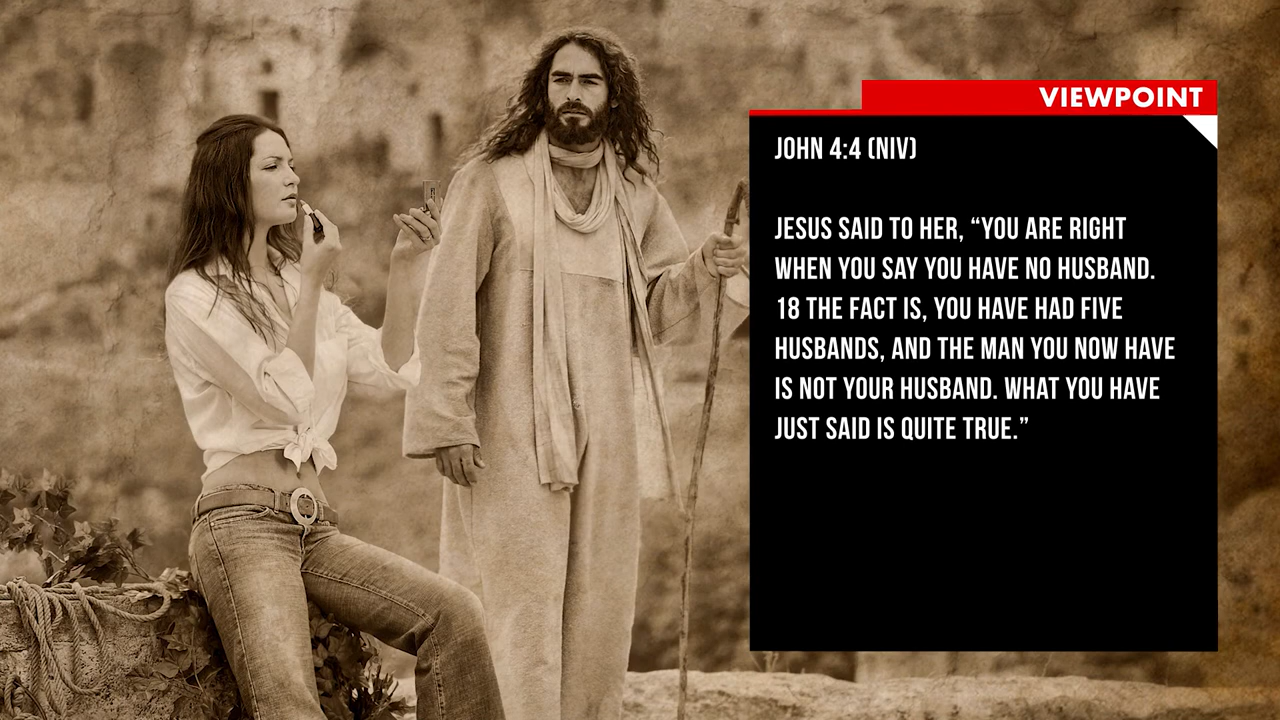 VIEWPOINT
JOHN 4:4 (NIV)
JESUS SAID TO HER, “YOU ARE RIGHT
WHEN YOU SAY YOU HAVE NO HUSBAND.
18 THE FACT IS, YOU HAVE HAD FIVE
HUSBANDS, AND THE MAN YOU NOW HAVE
IS NOT YOUR HUSBAND. WHAT YOU HAVE
JUST SAID IS QUITE TRUE.”